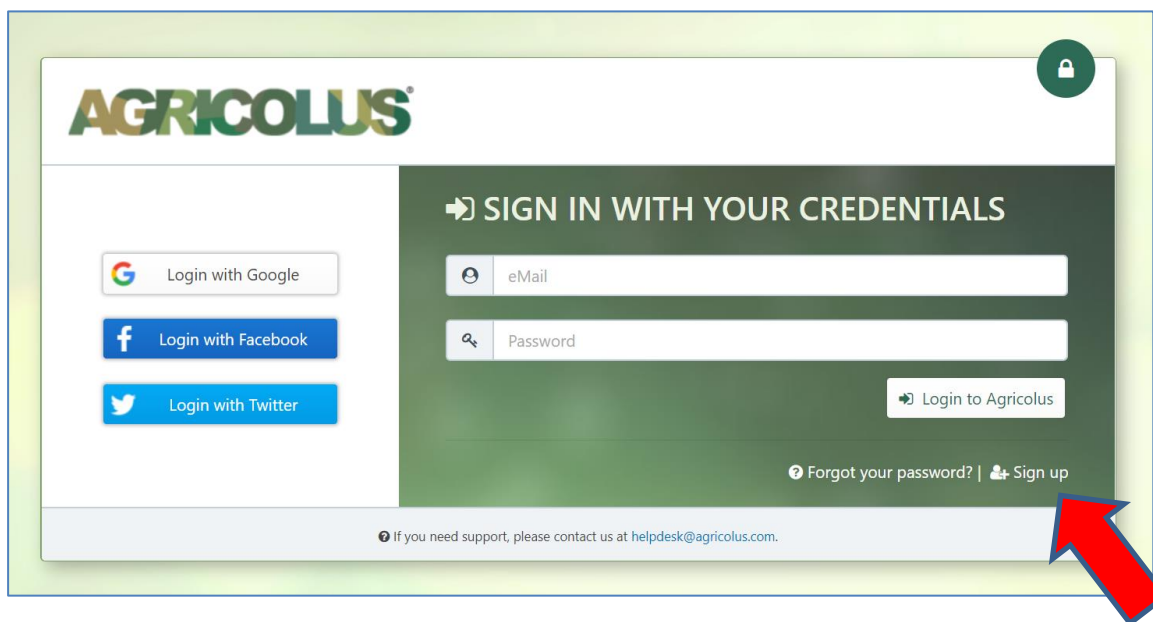 AGRICOLUS®
SIGN IN WITH YOUR CREDENTIALS
Login with Google
Login with Facebook
Login with Twitter
eMail
Password
Login to Agricolus
Forgot your password? | Sign up
If you need support, please contact us at helpdesk@agricolus.com.